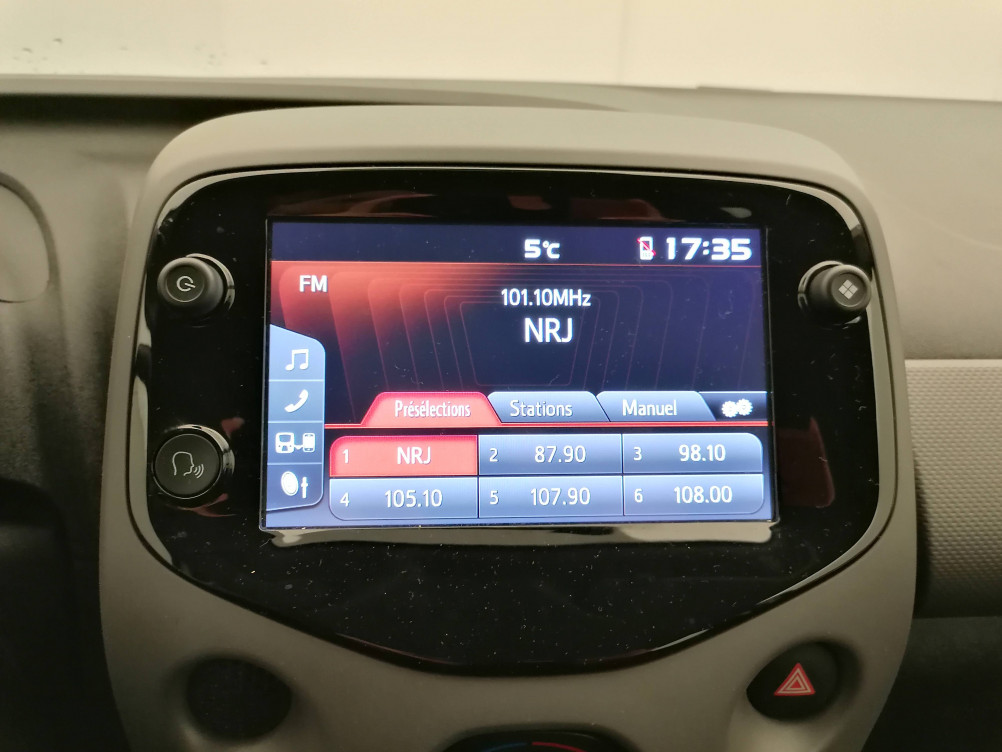 5°C 17:35
FM
101.10MHz
NRJ
Présélections Stations Manuel
1 NRJ 2 87.90 3 98.10
4 105.10 5 107.90 6 108.00